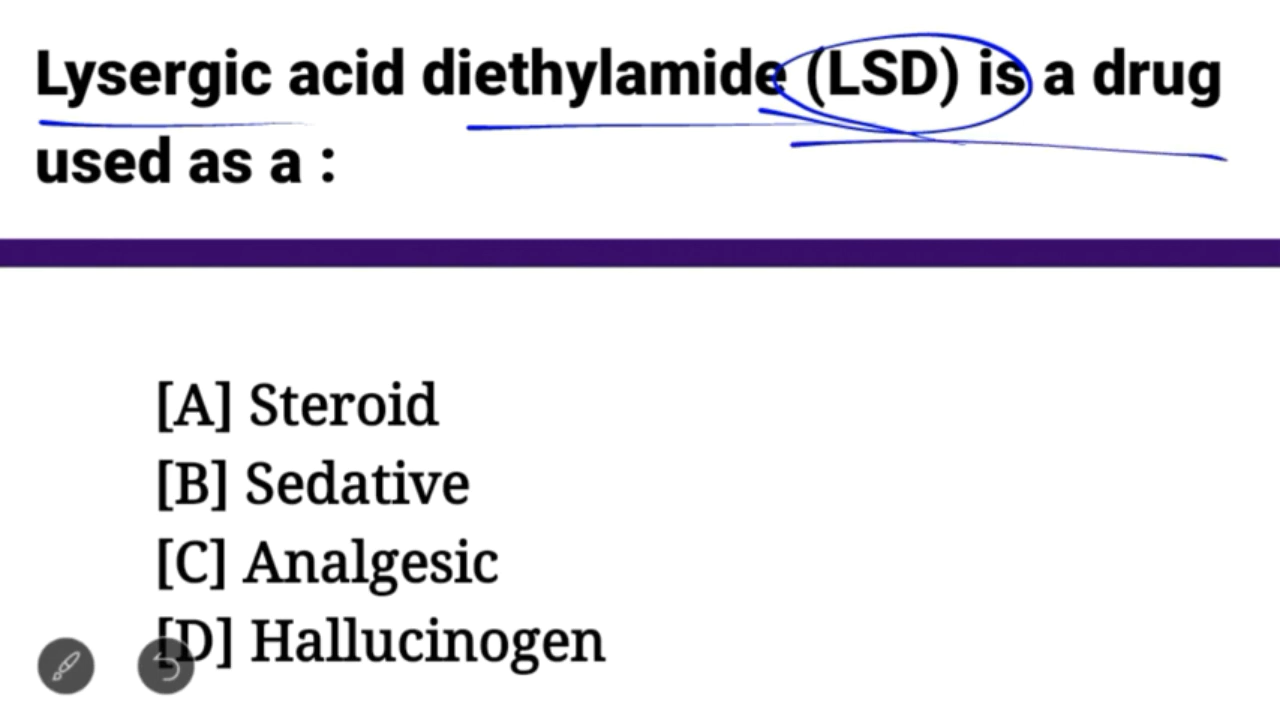 Lysergic acid diethylamide (LSD) is a drug
used as a :
[A] Steroid
[B] Sedative
[C] Analgesic
[D] Hallucinogen